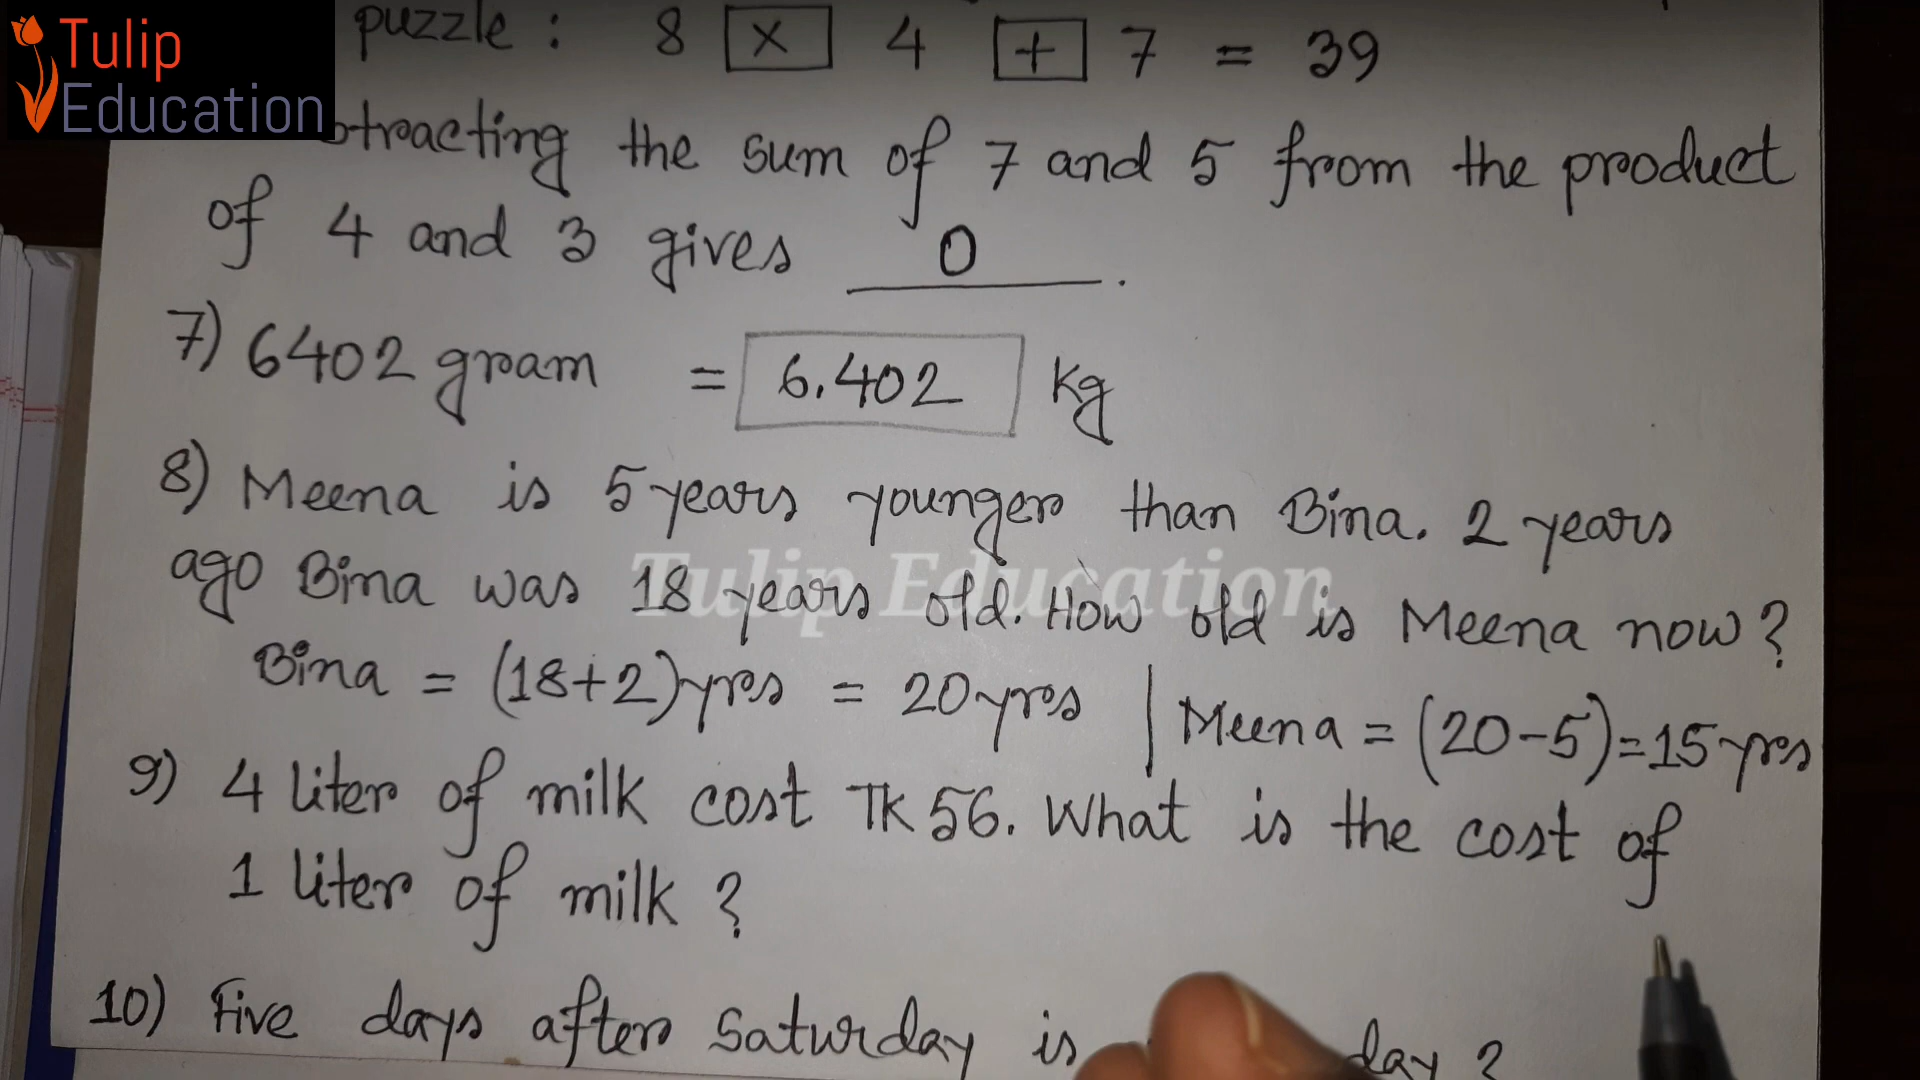 Tulip
Education
puzzle : 8 × 4 + 7 = 39
the sum of 7 and 5 from the product
of 4 and 3 gives 0 .
7) 6402 gram = 6.402 kg
8) Meena is 5 years younger than Bina. 2 years
ago Bina was 18 years old. How old is Meena now?
Bina = (18+2)yrs = 20yrs | Meena = (20-5)=15yrs
9) 4 liter of milk cost TK 56. What is the cost of
1 liter of milk ?
10) Five days after Saturday is day ?
Tulip Education